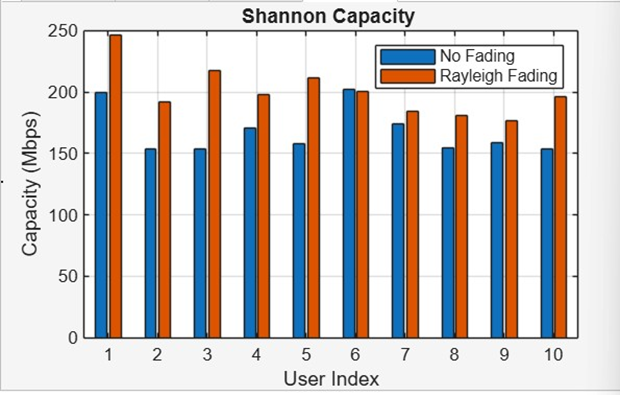 Shannon Capacity
No Fading
Rayleigh Fading
250
200
150
100
50
0
Capacity (Mbps)
1 2 3 4 5 6 7 8 9 10
User Index